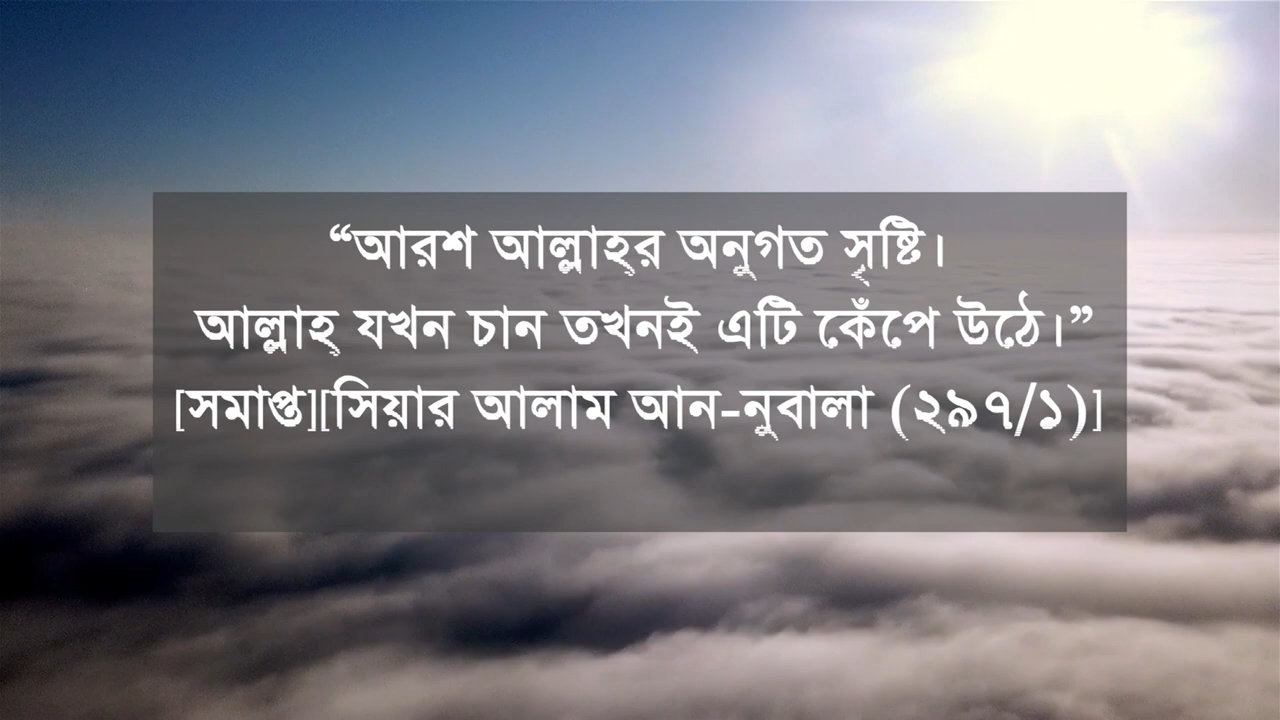 “আরশ আল্লাহ্‌র অনুগত সৃষ্টি।
আল্লাহ্‌ যখন চান তখনই এটি কেঁপে উঠে।”
[সমাপ্ত][সিয়ার আলাম আন-নুবালা (২৯৭/১)]